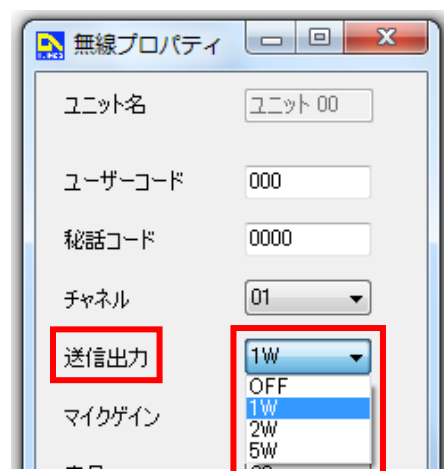 無線プロパティ
ユニット名 ユニット 00
ユーザーコード 000
秘話コード 0000
チャネル 01
送信出力 1W
OFF
1W
マイクゲイン
2W
5W